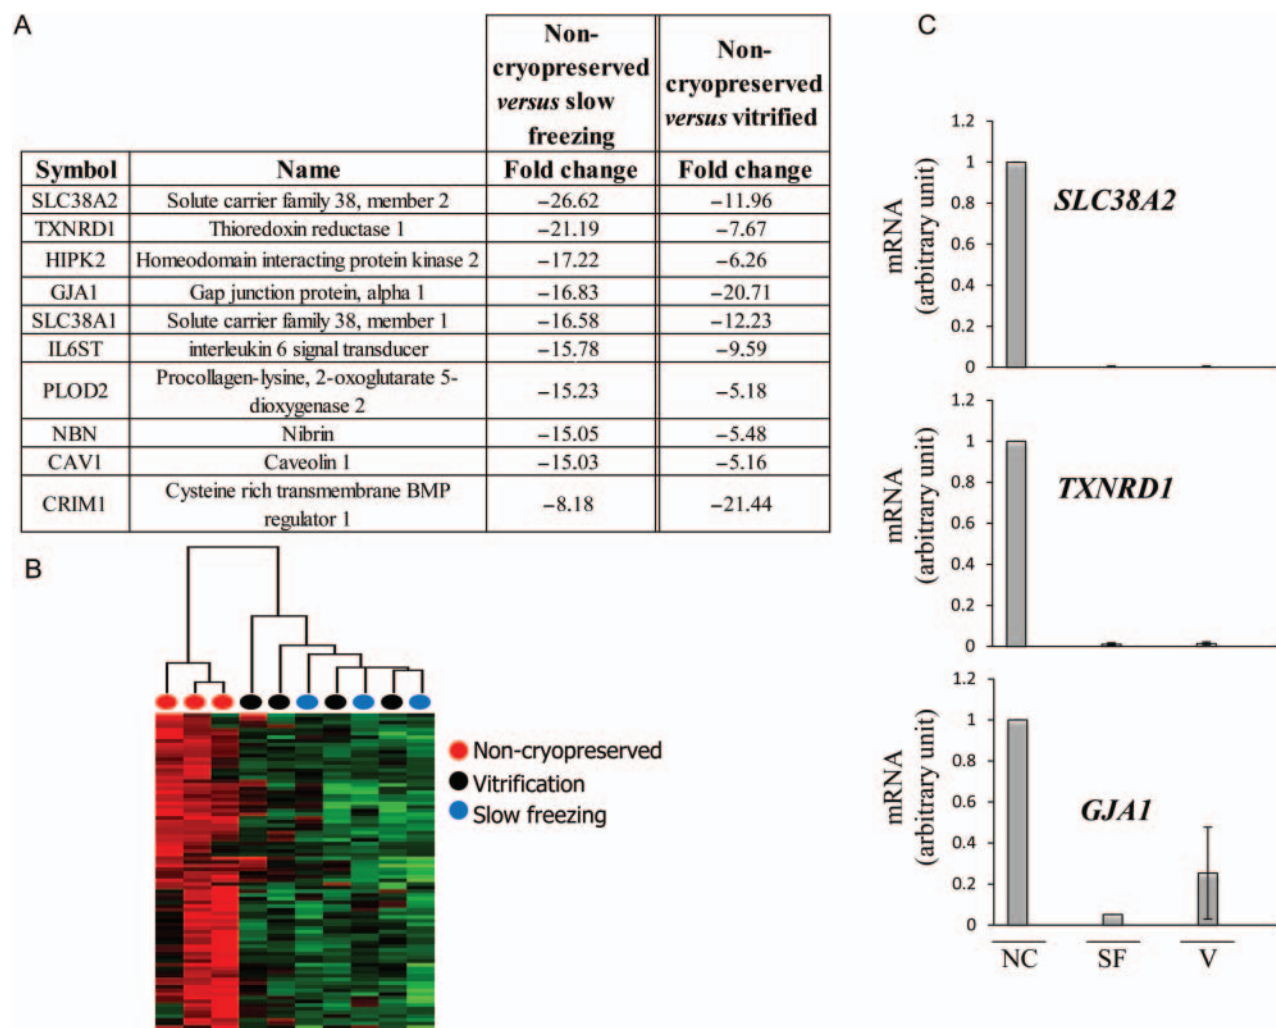 A
Non-
cryopreserved
versus slow
freezing
Non-
cryopreserved
versus vitrified
Symbol Name Fold change Fold change
SLC38A2 Solute carrier family 38, member 2 −26.62 −11.96
TXNRD1 Thioredoxin reductase 1 −21.19 −7.67
HIPK2 Homeodomain interacting protein kinase 2 −17.22 −6.26
GJA1 Gap junction protein, alpha 1 −16.83 −20.71
SLC38A1 Solute carrier family 38, member 1 −16.58 −12.23
IL6ST interleukin 6 signal transducer −15.78 −9.59
PLOD2 Procollagen-lysine, 2-oxoglutarate 5-
dioxygenase 2 −15.23 −5.18
NBN Nibrin −15.05 −5.48
CAV1 Caveolin 1 −15.03 −5.16
CRIM1 Cysteine rich transmembrane BMP
regulator 1 −8.18 −21.44
B
Non-cryopreserved
Vitrification
Slow freezing
C
mRNA
(arbitrary unit)
1.2
1
0.8
0.6
0.4
0.2
0
SLC38A2
mRNA
(arbitrary unit)
1.2
1
0.8
0.6
0.4
0.2
0
TXNRD1
mRNA
(arbitrary unit)
1.2
1
0.8
0.6
0.4
0.2
0
GJA1
NC SF V